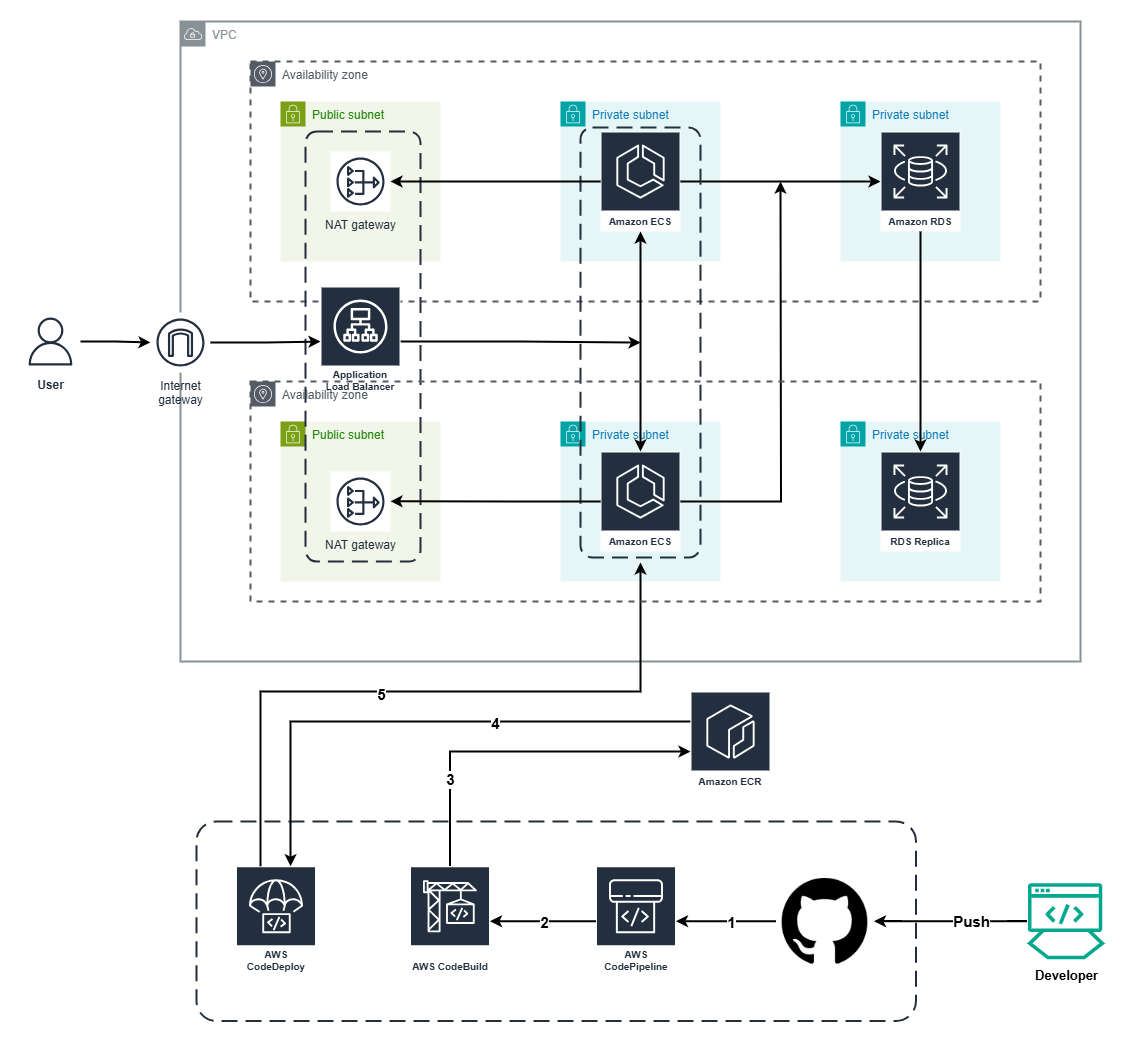 VPC
Availability zone
Public subnet
Private subnet
Private subnet
NAT gateway
Amazon ECS
Amazon RDS
User
Internet
gateway
Application
Load Balancer
Availability zone
Public subnet
Private subnet
Private subnet
NAT gateway
Amazon ECS
RDS Replica
5
4
3
Amazon ECR
AWS
CodeDeploy
AWS CodeBuild
2
AWS
CodePipeline
1
Push
Developer